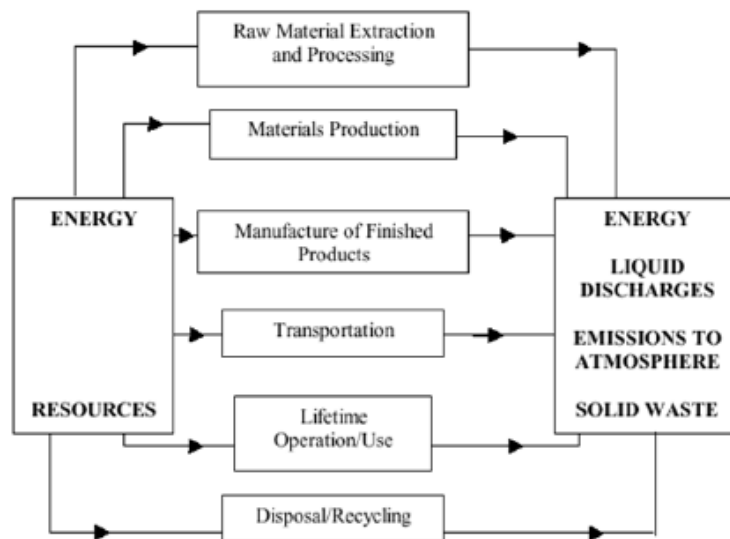 Raw Material Extraction
and Processing
Materials Production
ENERGY
RESOURCES
Manufacture of Finished
Products
Transportation
Lifetime
Operation/Use
Disposal/Recycling
ENERGY
LIQUID
DISCHARGES
EMISSIONS TO
ATMOSPHERE
SOLID WASTE